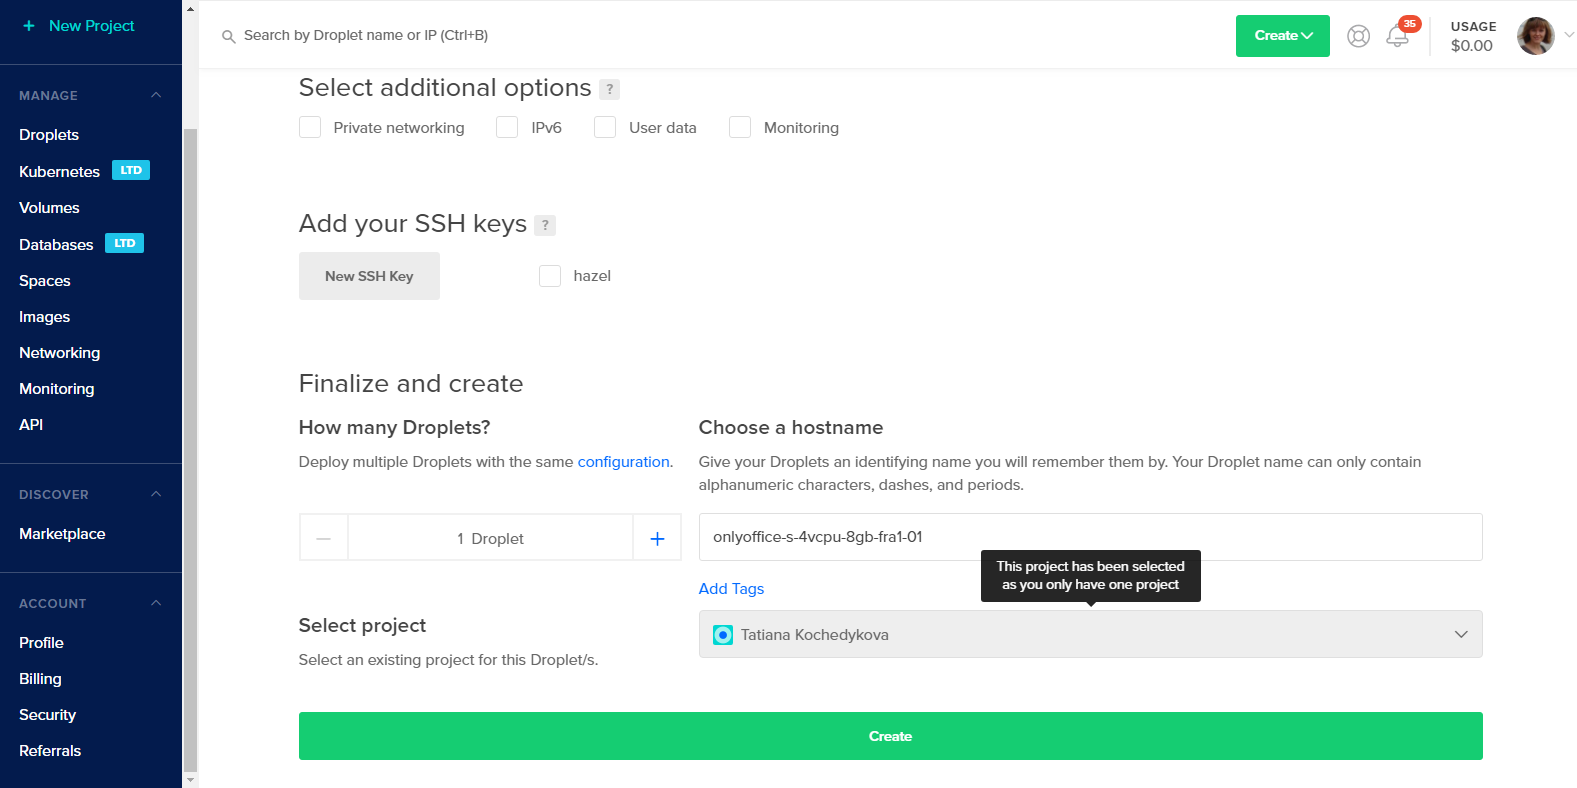 + New Project
MANAGE
Droplets
Kubernetes LTD
Volumes
Databases LTD
Spaces
Images
Networking
Monitoring
API
DISCOVER
Marketplace
ACCOUNT
Profile
Billing
Security
Referrals
Search by Droplet name or IP (Ctrl+B)
Create
35
USAGE
$0.00
Select additional options ?
Private networking
IPv6
User data
Monitoring
Add your SSH keys ?
New SSH Key
hazel
Finalize and create
How many Droplets?
Deploy multiple Droplets with the same configuration.
1 Droplet
Choose a hostname
Give your Droplets an identifying name you will remember them by. Your Droplet name can only contain
alphanumeric characters, dashes, and periods.
onlyoffice-s-4vcpu-8gb-fra1-01
Add Tags
This project has been selected
as you only have one project
Select project
Select an existing project for this Droplet/s.
Tatiana Kochedykova
Create